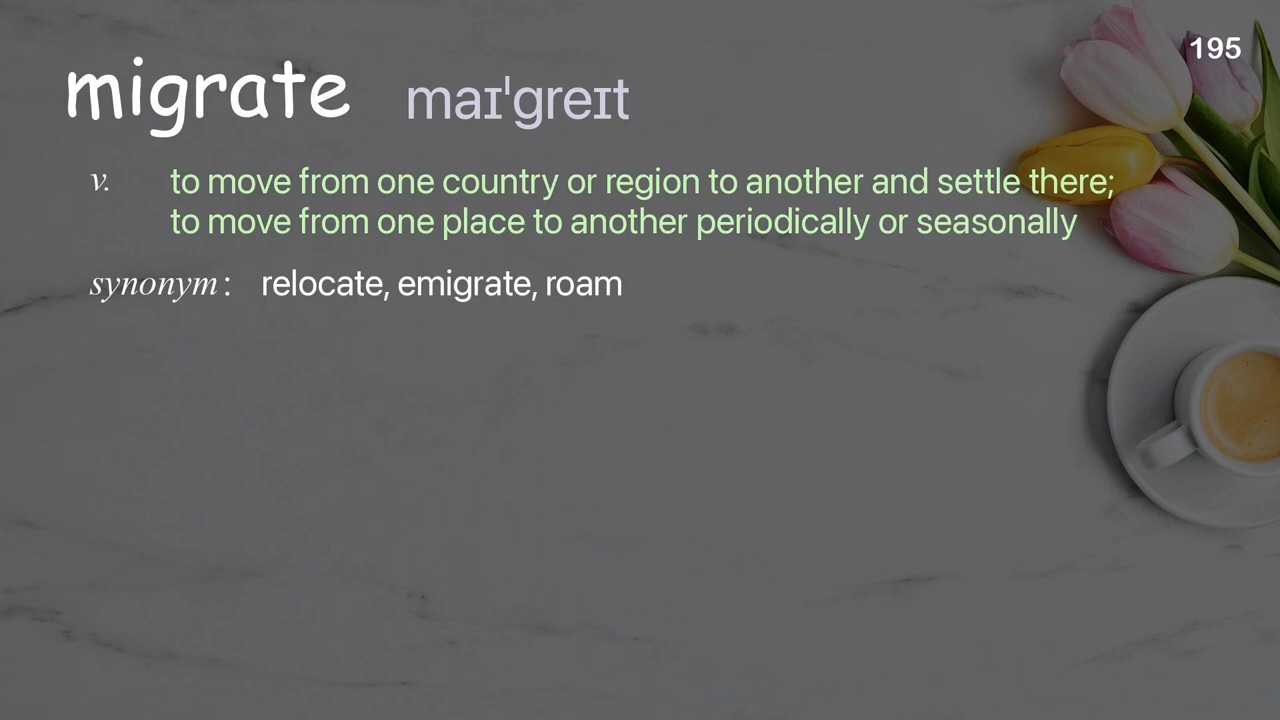 195
migrate maɪˈɡreɪt
v. to move from one country or region to another and settle there;
to move from one place to another periodically or seasonally
synonym: relocate, emigrate, roam